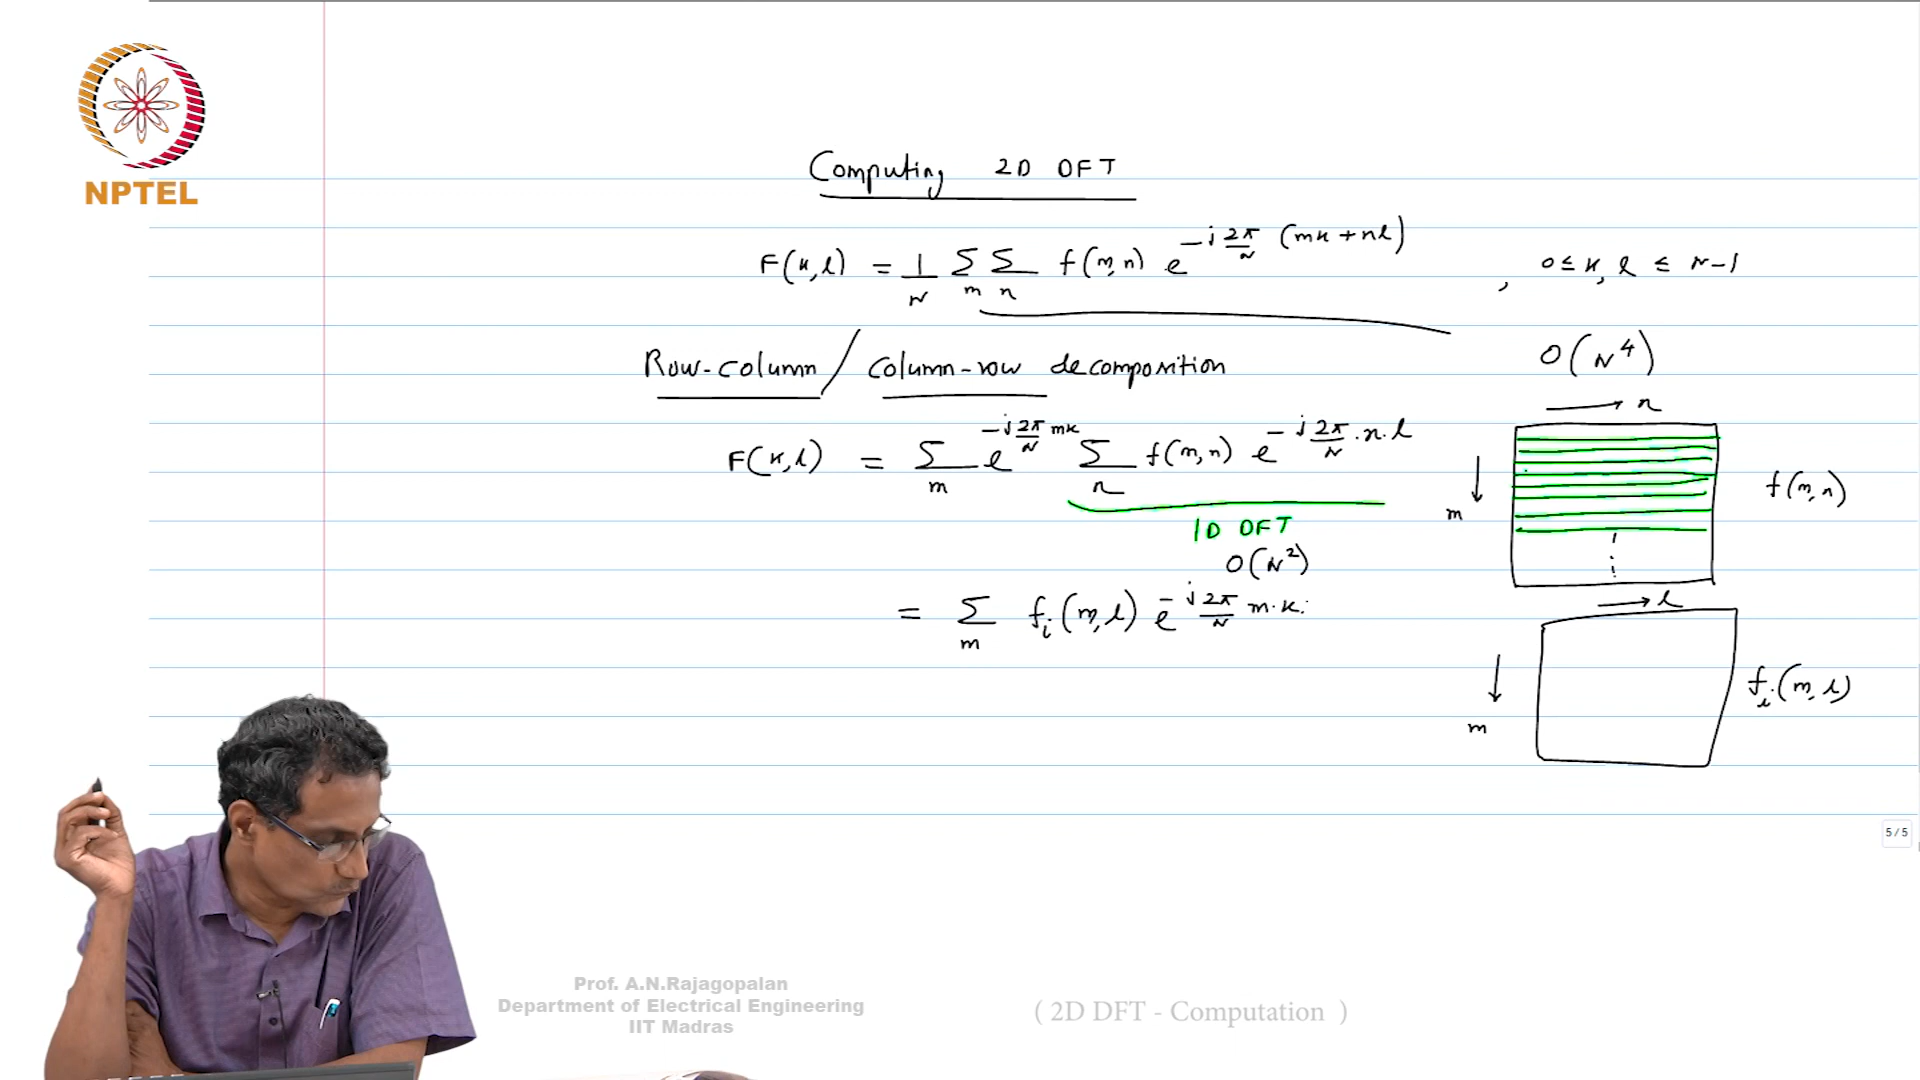 NPTEL
Computing 2D DFT
F(k,l) = 1/N Σ_m Σ_n f(m,n) e^{-j 2π/N (mk+nl)} , 0 ≤ k, l ≤ N-1
O(N^4)
Row-column / column-row decomposition
→ n
F(k,l) = Σ_m e^{-j 2π/N mk} Σ_n f(m,n) e^{-j 2π/N ·n·l}
↓ m
f(m,n)
1D DFT
O(N^2)
= Σ_m f_i(m,l) e^{-j 2π/N m·k}
→ l
↓ m
f_i(m,l)
5/5
Prof. A.N.Rajagopalan
Department of Electrical Engineering
IIT Madras
( 2D DFT - Computation )